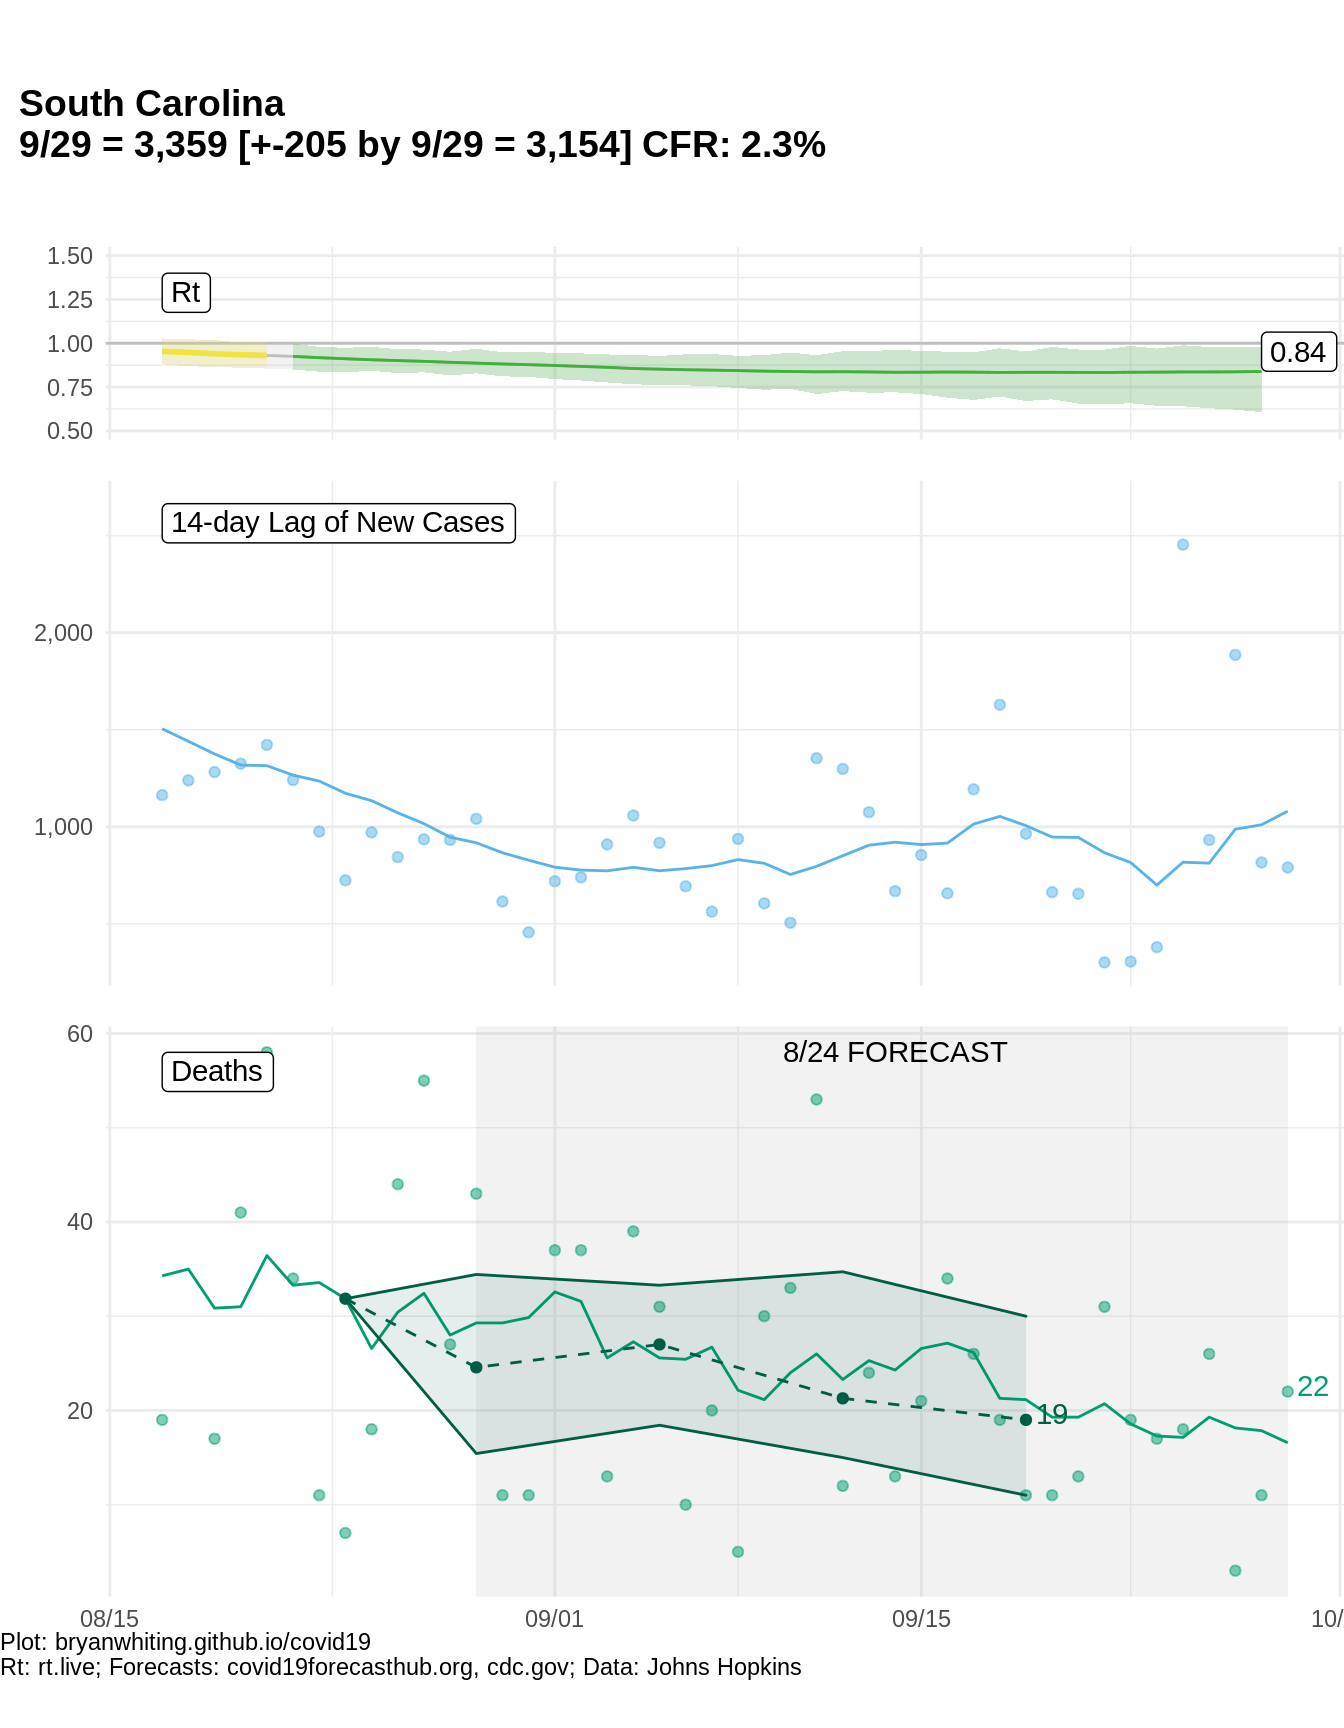 South Carolina
9/29 = 3,359 [+-205 by 9/29 = 3,154] CFR: 2.3%
1.50
1.25
1.00
0.75
0.50
Rt
0.84
14-day Lag of New Cases
2,000
1,000
60
40
20
Deaths
8/24 FORECAST
22
19
08/15
09/01
09/15
10/
Plot: bryanwhiting.github.io/covid19
Rt: rt.live; Forecasts: covid19forecasthub.org, cdc.gov; Data: Johns Hopkins